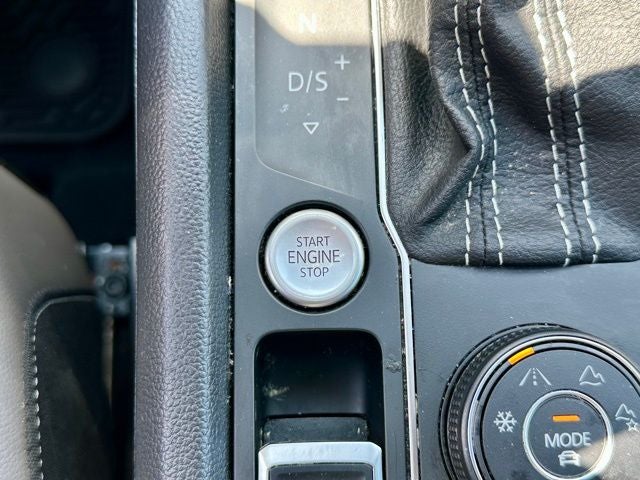 N
D/S
+
−
START
ENGINE
STOP
MODE